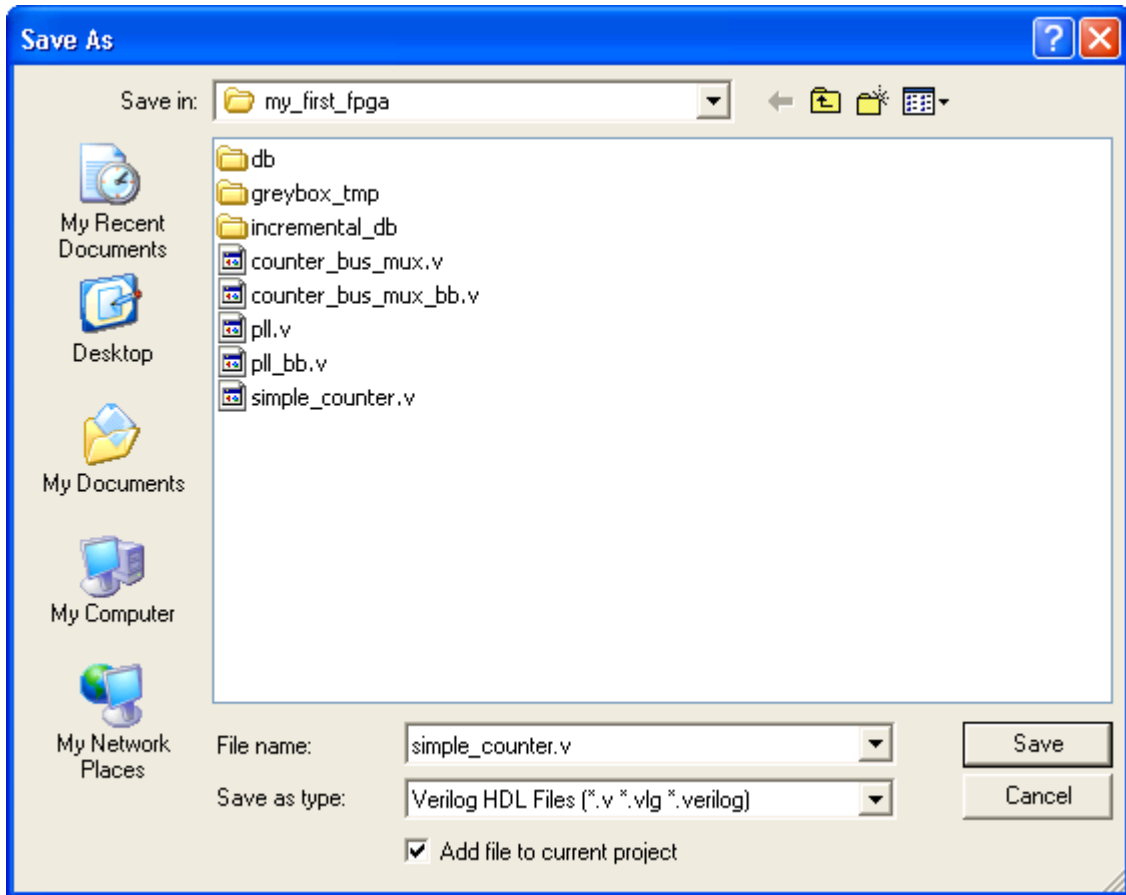 Save As
Save in:
my_first_fpga
My Recent
Documents
Desktop
My Documents
My Computer
My Network
Places
db
greybox_tmp
incremental_db
counter_bus_mux.v
counter_bus_mux_bb.v
pll.v
pll_bb.v
simple_counter.v
File name:
simple_counter.v
Save
Save as type:
Verilog HDL Files (*.v *.vlg *.verilog)
Cancel
Add file to current project